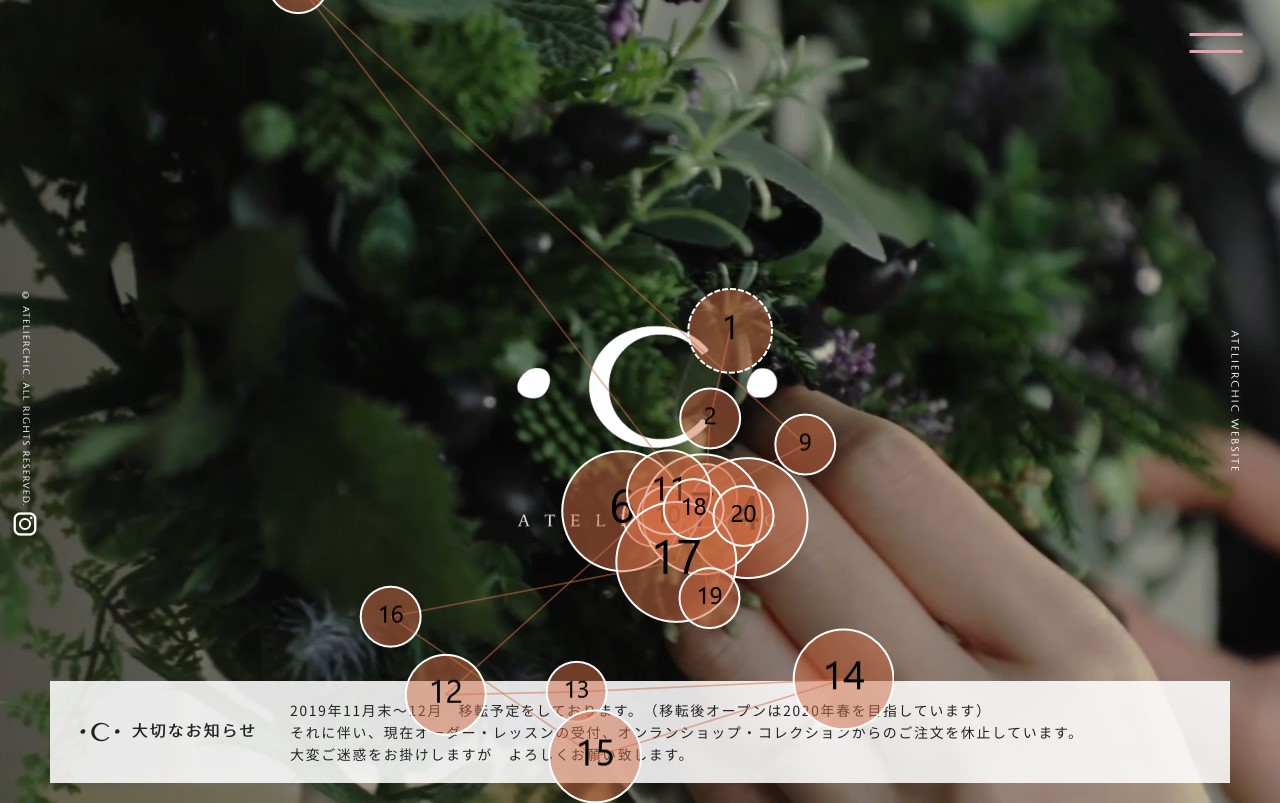 © ATELIERCHIC. ALL RIGHTS RESERVED.
ATELIERCHIC WEBSITE
1
2
9
6
11
18
20
17
19
16
12
13
14
15
C
大切なお知らせ
2019年11月末〜12月　移転予定をしております。（移転後オープンは2020年春を目指しています）
それに伴い、現在オーダー・レッスンの受付、オンランショップ・コレクションからのご注文を休止しています。
大変ご迷惑をお掛けしますが　よろしくお願い致します。